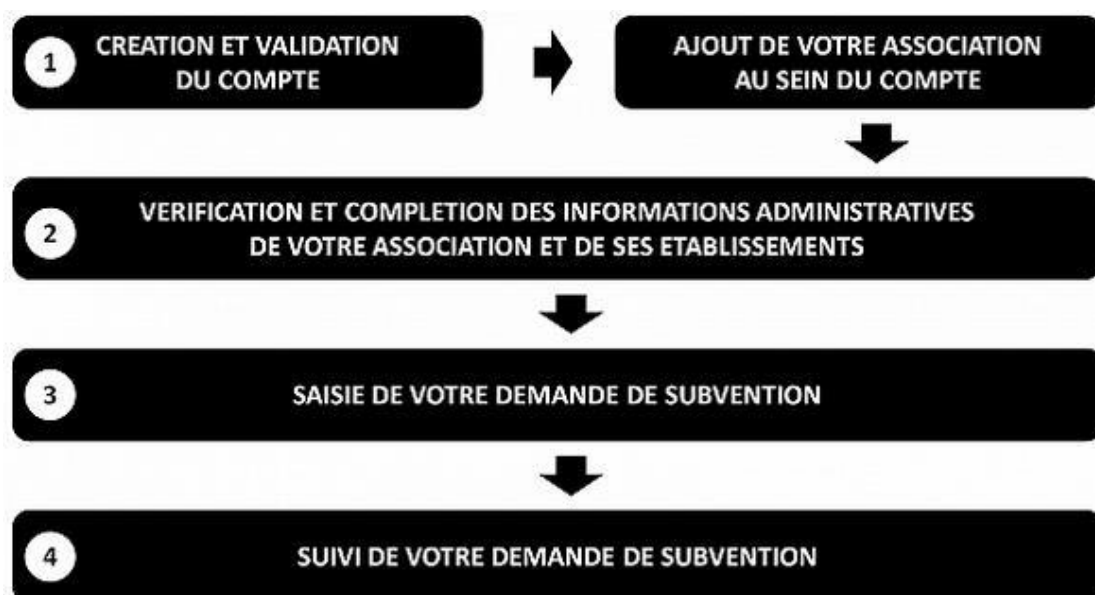 1
CREATION ET VALIDATION
DU COMPTE
AJOUT DE VOTRE ASSOCIATION
AU SEIN DU COMPTE
2
VERIFICATION ET COMPLETION DES INFORMATIONS ADMINISTRATIVES
DE VOTRE ASSOCIATION ET DE SES ETABLISSEMENTS
3
SAISIE DE VOTRE DEMANDE DE SUBVENTION
4
SUIVI DE VOTRE DEMANDE DE SUBVENTION